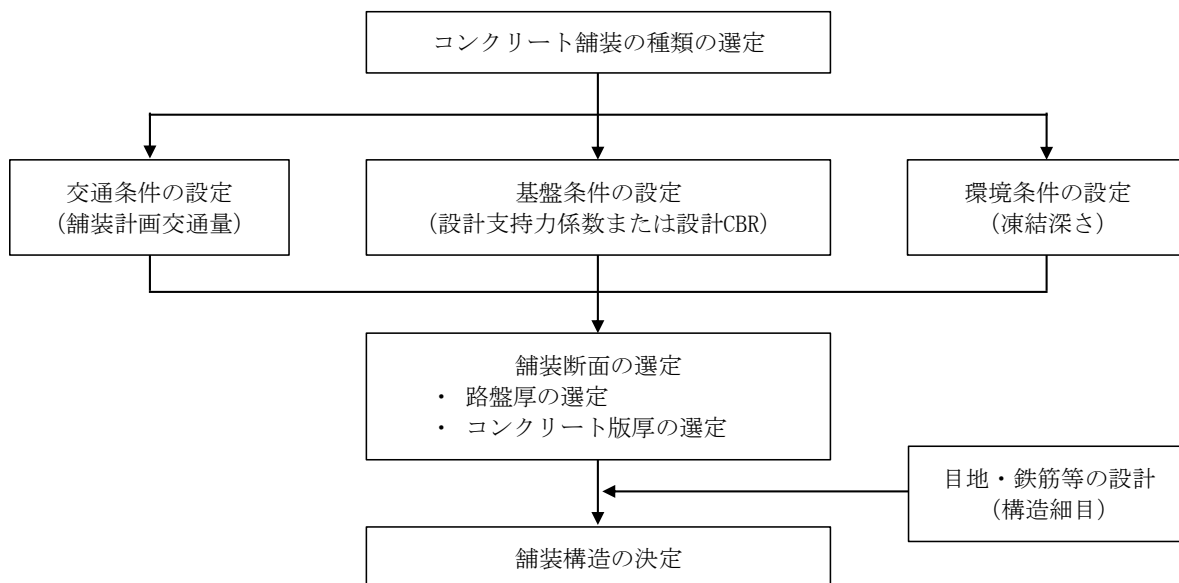 コンクリート舗装の種類の選定
交通条件の設定
(舗装計画交通量)
基盤条件の設定
(設計支持力係数または設計CBR)
環境条件の設定
(凍結深さ)
舗装断面の選定
・ 路盤厚の選定
・ コンクリート版厚の選定
目地・鉄筋等の設計
(構造細目)
舗装構造の決定